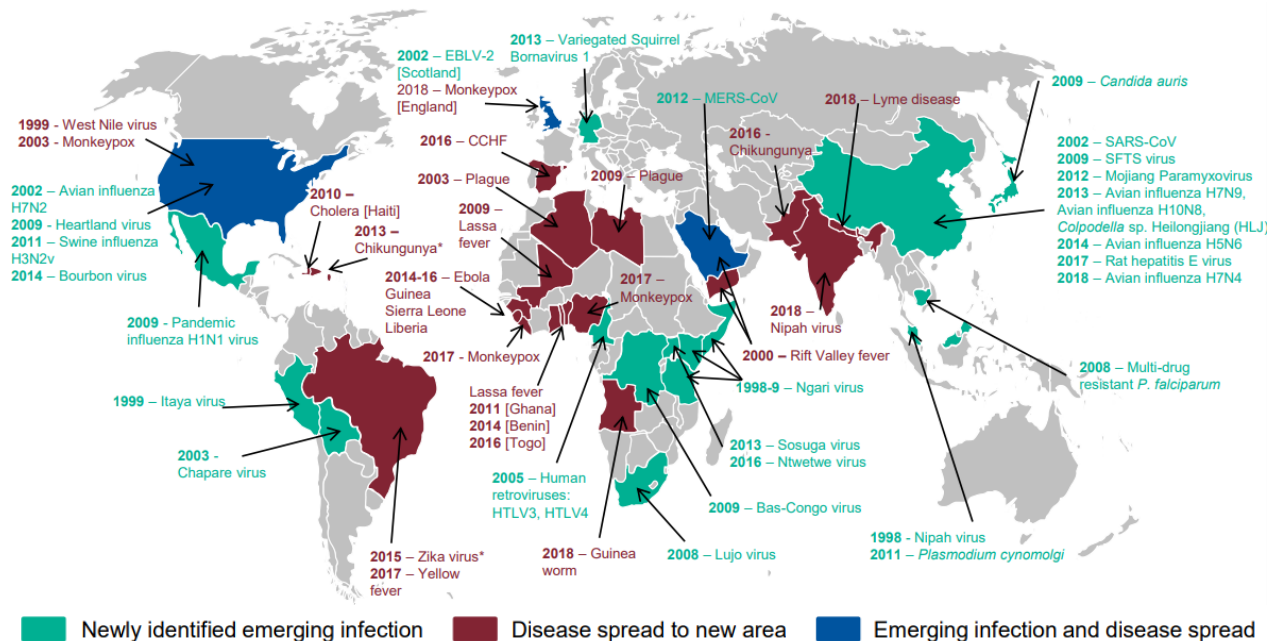 2013 – Variegated Squirrel
Bornavirus 1
2002 – EBLV-2
[Scotland]
2018 – Monkeypox
[England]
2009 – Candida auris
2012 – MERS-CoV
2018 – Lyme disease
1999 - West Nile virus
2003 - Monkeypox
2016 – CCHF
2016 -
Chikungunya
2002 – SARS-CoV
2009 – SFTS virus
2012 – Mojiang Paramyxovirus
2013 – Avian influenza H7N9,
Avian influenza H10N8,
Colpodella sp. Heilongjiang (HLJ)
2014 – Avian influenza H5N6
2017 – Rat hepatitis E virus
2018 – Avian influenza H7N4
2003 – Plague
2009 – Plague
2002 – Avian influenza
H7N2
2009 – Heartland virus
2011 – Swine influenza
H3N2v
2014 – Bourbon virus
2010 –
Cholera [Haiti]
2013 –
Chikungunya*
2009 –
Lassa
fever
2014-16 – Ebola
Guinea
Sierra Leone
Liberia
2017 –
Monkeypox
2018 –
Nipah virus
2009 - Pandemic
influenza H1N1 virus
2017 - Monkeypox
2000 – Rift Valley fever
2008 – Multi-drug
resistant P. falciparum
Lassa fever
2011 [Ghana]
2014 [Benin]
2016 [Togo]
1998-9 – Ngari virus
1999 – Itaya virus
2003 -
Chapare virus
2013 – Sosuga virus
2016 – Ntwetwe virus
2005 – Human
retroviruses:
HTLV3, HTLV4
2009 – Bas-Congo virus
1998 - Nipah virus
2011 – Plasmodium cynomolgi
2015 – Zika virus*
2017 – Yellow
fever
2018 – Guinea
worm
2008 – Lujo virus
Newly identified emerging infection
Disease spread to new area
Emerging infection and disease spread